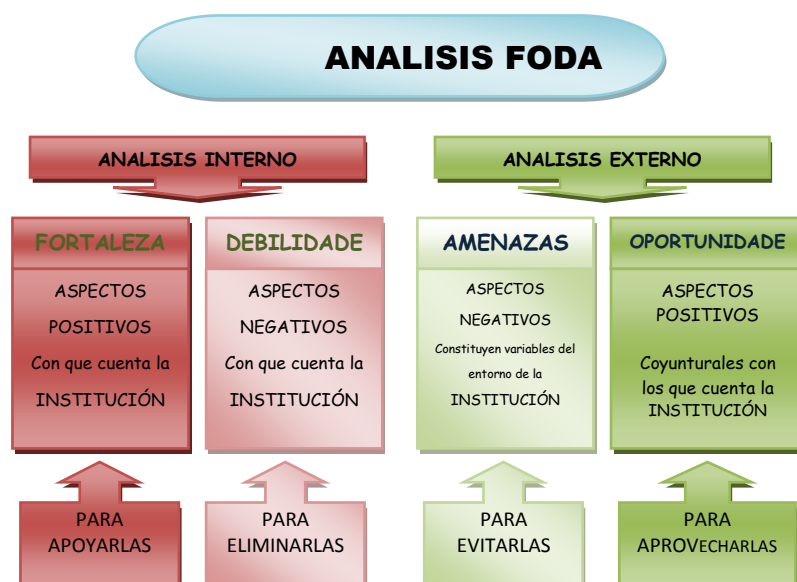 ANALISIS FODA
ANALISIS INTERNO
ANALISIS EXTERNO
FORTALEZA
ASPECTOS
POSITIVOS
Con que cuenta la
INSTITUCIÓN
DEBILIDADE
ASPECTOS
NEGATIVOS
Con que cuenta la
INSTITUCIÓN
AMENAZAS
ASPECTOS
NEGATIVOS
Constituyen variables del
entorno de la
INSTITUCIÓN
OPORTUNIDADE
ASPECTOS
POSITIVOS
Coyunturales con
los que cuenta la
INSTITUCIÓN
PARA
APOYARLAS
PARA
ELIMINARLAS
PARA
EVITARLAS
PARA
APROVECHARLAS